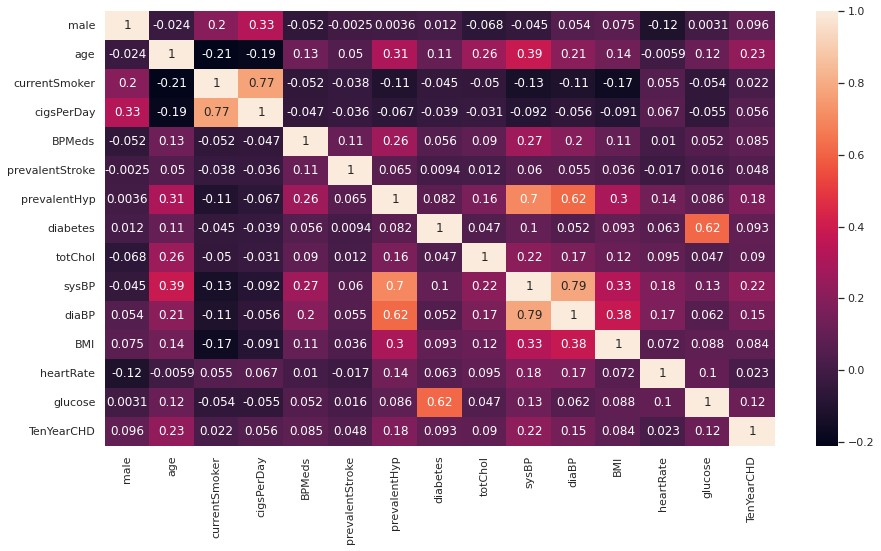 male 1 -0.024 0.2 0.33 -0.052 -0.0025 0.0036 0.012 -0.068 -0.045 0.054 0.075 -0.12 0.0031 0.096
age -0.024 1 -0.21 -0.19 0.13 0.05 0.31 0.11 0.26 0.39 0.21 0.14 -0.0059 0.12 0.23
currentSmoker 0.2 -0.21 1 0.77 -0.052 -0.038 -0.11 -0.045 -0.05 -0.13 -0.11 -0.17 0.055 -0.054 0.022
cigsPerDay 0.33 -0.19 0.77 1 -0.047 -0.036 -0.067 -0.039 -0.031 -0.092 -0.056 -0.091 0.067 -0.055 0.056
BPMeds -0.052 0.13 -0.052 -0.047 1 0.11 0.26 0.056 0.09 0.27 0.2 0.11 0.01 0.052 0.085
prevalentStroke -0.0025 0.05 -0.038 -0.036 0.11 1 0.065 0.0094 0.012 0.06 0.055 0.036 -0.017 0.016 0.048
prevalentHyp 0.0036 0.31 -0.11 -0.067 0.26 0.065 1 0.082 0.16 0.7 0.62 0.3 0.14 0.086 0.18
diabetes 0.012 0.11 -0.045 -0.039 0.056 0.0094 0.082 1 0.047 0.1 0.052 0.093 0.063 0.62 0.093
totChol -0.068 0.26 -0.05 -0.031 0.09 0.012 0.16 0.047 1 0.22 0.17 0.12 0.095 0.047 0.09
sysBP -0.045 0.39 -0.13 -0.092 0.27 0.06 0.7 0.1 0.22 1 0.79 0.33 0.18 0.13 0.22
diaBP 0.054 0.21 -0.11 -0.056 0.2 0.055 0.62 0.052 0.17 0.79 1 0.38 0.17 0.062 0.15
BMI 0.075 0.14 -0.17 -0.091 0.11 0.036 0.3 0.093 0.12 0.33 0.38 1 0.072 0.088 0.084
heartRate -0.12 -0.0059 0.055 0.067 0.01 -0.017 0.14 0.063 0.095 0.18 0.17 0.072 1 0.1 0.023
glucose 0.0031 0.12 -0.054 -0.055 0.052 0.016 0.086 0.62 0.047 0.13 0.062 0.088 0.1 1 0.12
TenYearCHD 0.096 0.23 0.022 0.056 0.085 0.048 0.18 0.093 0.09 0.22 0.15 0.084 0.023 0.12 1
male age currentSmoker cigsPerDay BPMeds prevalentStroke prevalentHyp diabetes totChol sysBP diaBP BMI heartRate glucose TenYearCHD
1.0
0.8
0.6
0.4
0.2
0.0
−0.2